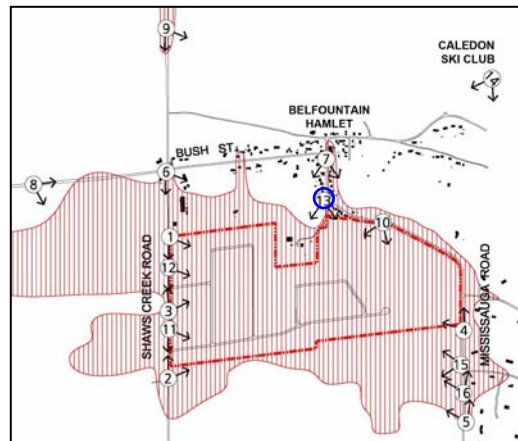 9
CALEDON
SKI CLUB
14
BELFOUNTAIN
HAMLET
BUSH ST
7
6
8
13
10
1
SHAWS CREEK ROAD
12
MISSISSAUGA ROAD
3
11
4
2
15
16
5